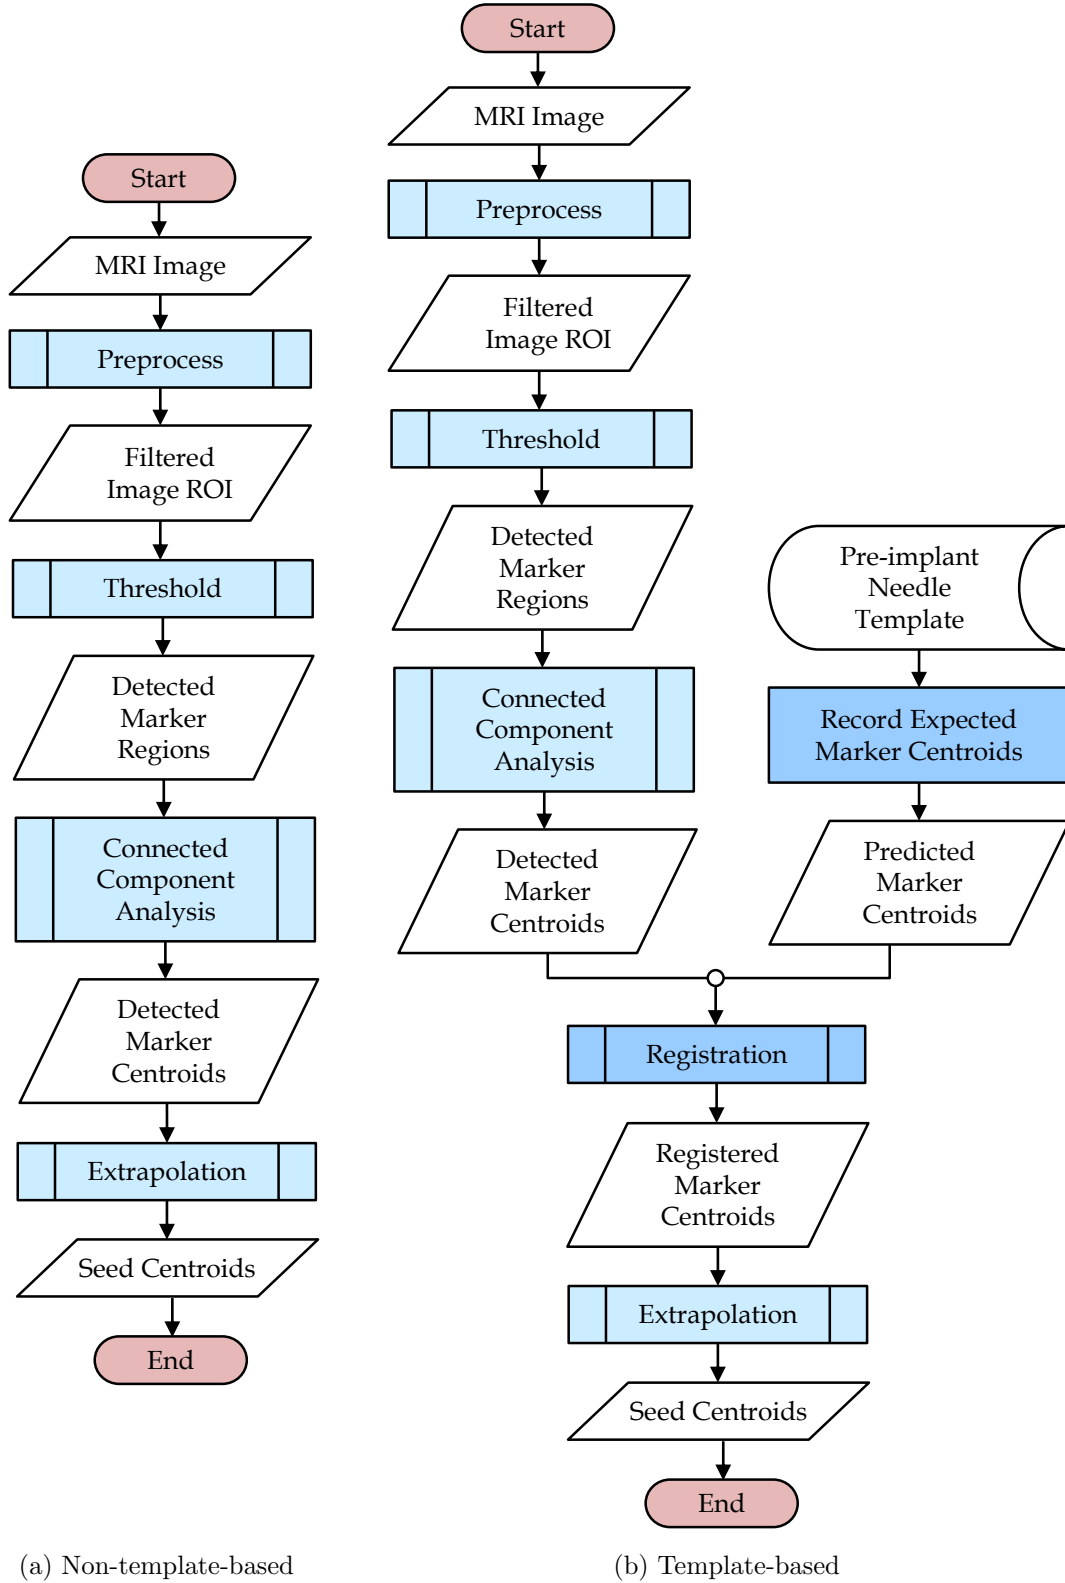 Start
MRI Image
Preprocess
Filtered
Image ROI
Threshold
Detected
Marker
Regions
Connected
Component
Analysis
Detected
Marker
Centroids
Extrapolation
Seed Centroids
End
(a) Non-template-based
Start
MRI Image
Preprocess
Filtered
Image ROI
Threshold
Detected
Marker
Regions
Connected
Component
Analysis
Detected
Marker
Centroids
Pre-implant
Needle
Template
Record Expected
Marker Centroids
Predicted
Marker
Centroids
Registration
Registered
Marker
Centroids
Extrapolation
Seed Centroids
End
(b) Template-based